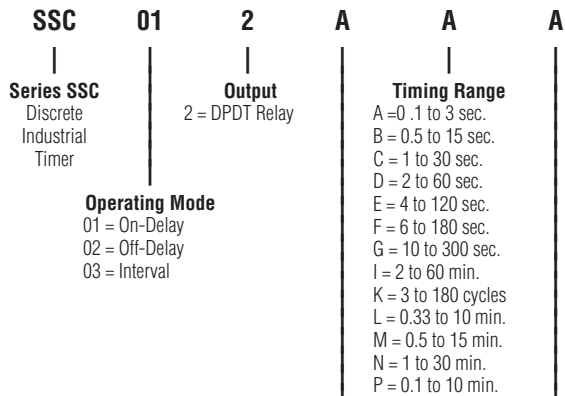 SSC 01 2 A A A
Series SSC
Discrete
Industrial
Timer
Operating Mode
01 = On-Delay
02 = Off-Delay
03 = Interval
Output
2 = DPDT Relay
Timing Range
A =0 .1 to 3 sec.
B = 0.5 to 15 sec.
C = 1 to 30 sec.
D = 2 to 60 sec.
E = 4 to 120 sec.
F = 6 to 180 sec.
G = 10 to 300 sec.
I = 2 to 60 min.
K = 3 to 180 cycles
L = 0.33 to 10 min.
M = 0.5 to 15 min.
N = 1 to 30 min.
P = 0.1 to 10 min.